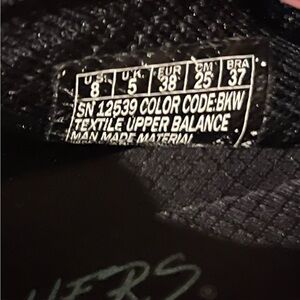 U.S. U.K. EUR CM BRA
8 5 38 25 37
SN 12539 COLOR CODE:BKW
TEXTILE UPPER BALANCE
MAN MADE MATERIAL